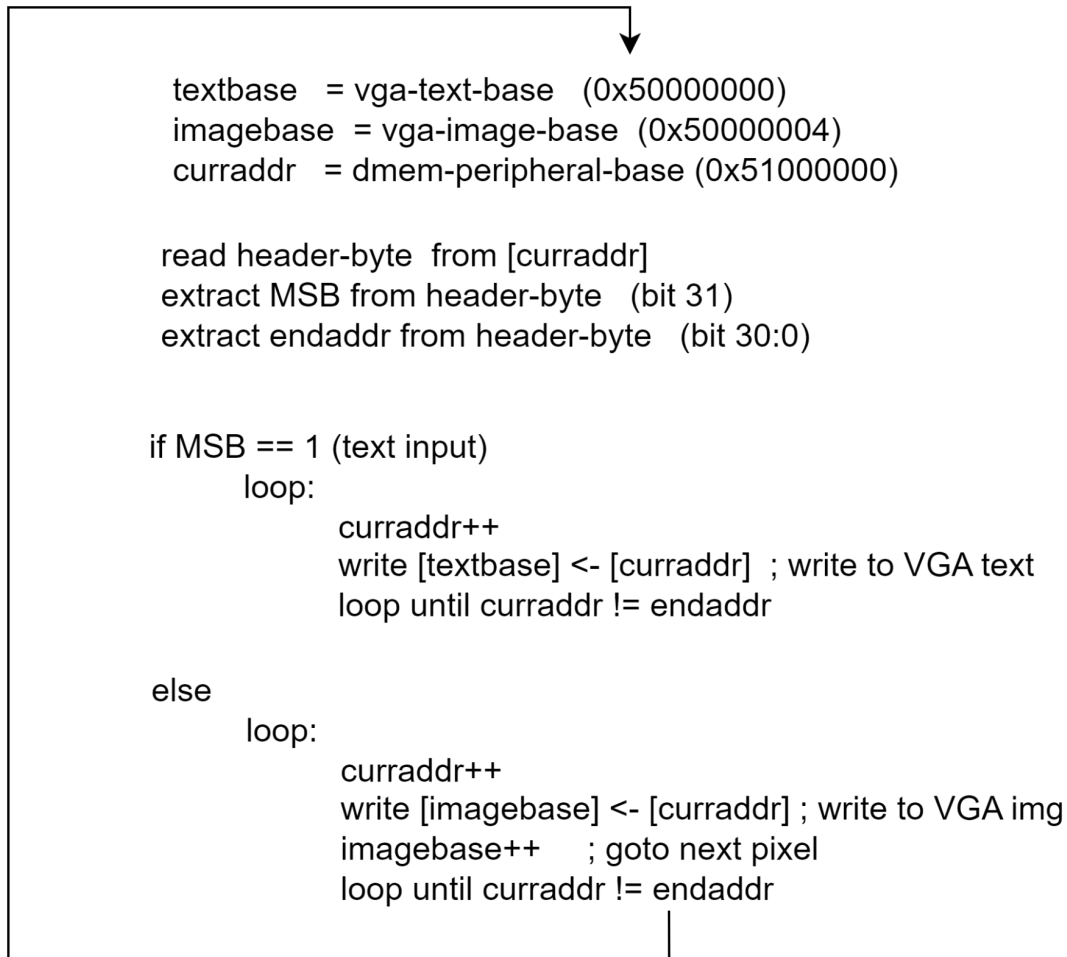 textbase = vga-text-base (0x50000000)
imagebase = vga-image-base (0x50000004)
curraddr = dmem-peripheral-base (0x51000000)
read header-byte from [curraddr]
extract MSB from header-byte (bit 31)
extract endaddr from header-byte (bit 30:0)
if MSB == 1 (text input)
loop:
curraddr++
write [textbase] <- [curraddr] ; write to VGA text
loop until curraddr != endaddr
else
loop:
curraddr++
write [imagebase] <- [curraddr] ; write to VGA img
imagebase++ ; goto next pixel
loop until curraddr != endaddr